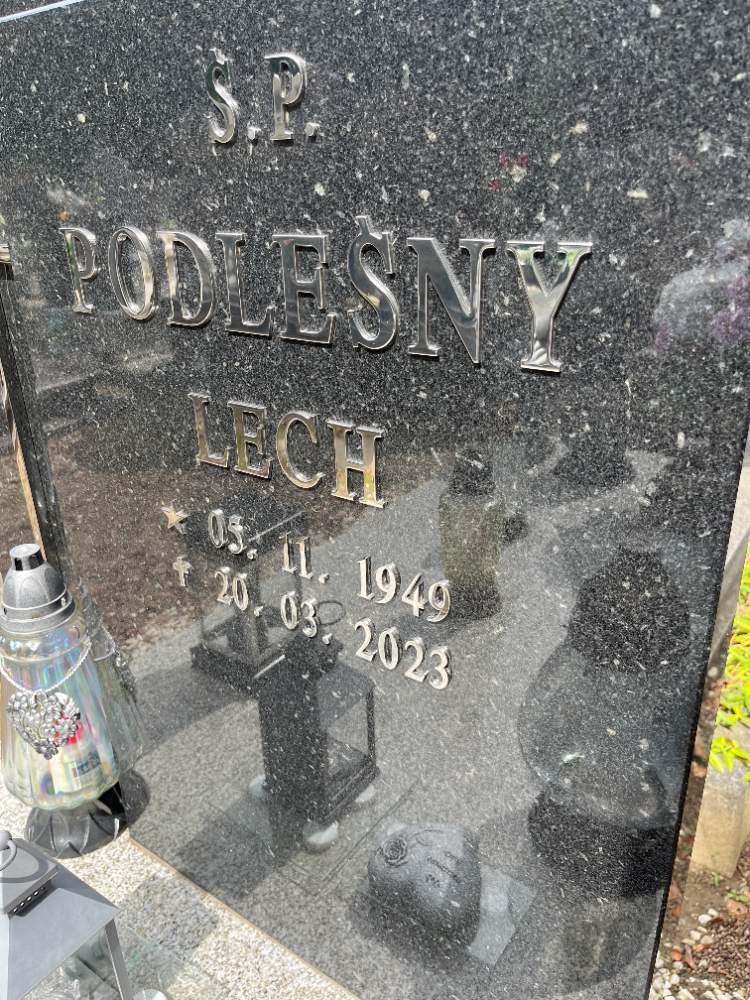 Ś.P.
PODLEŚNY
LECH
05. 11. 1949
20. 03. 2023